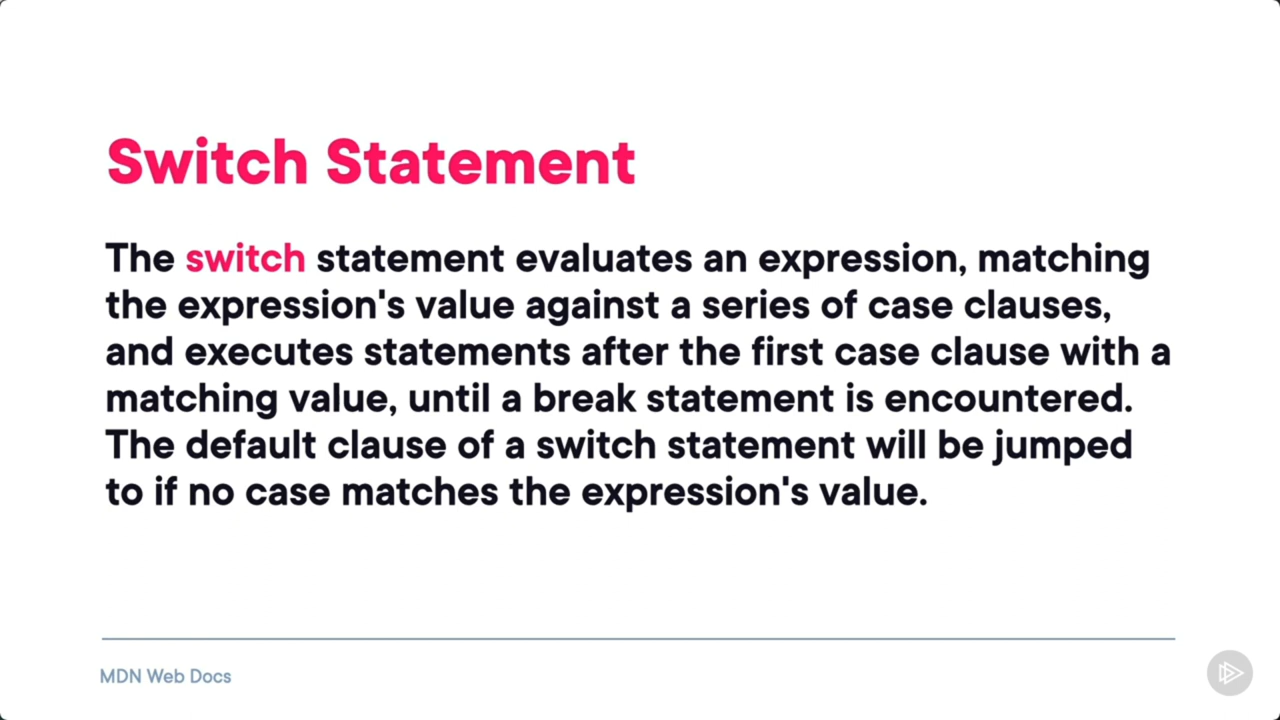 Switch Statement
The switch statement evaluates an expression, matching
the expression's value against a series of case clauses,
and executes statements after the first case clause with a
matching value, until a break statement is encountered.
The default clause of a switch statement will be jumped
to if no case matches the expression's value.
MDN Web Docs